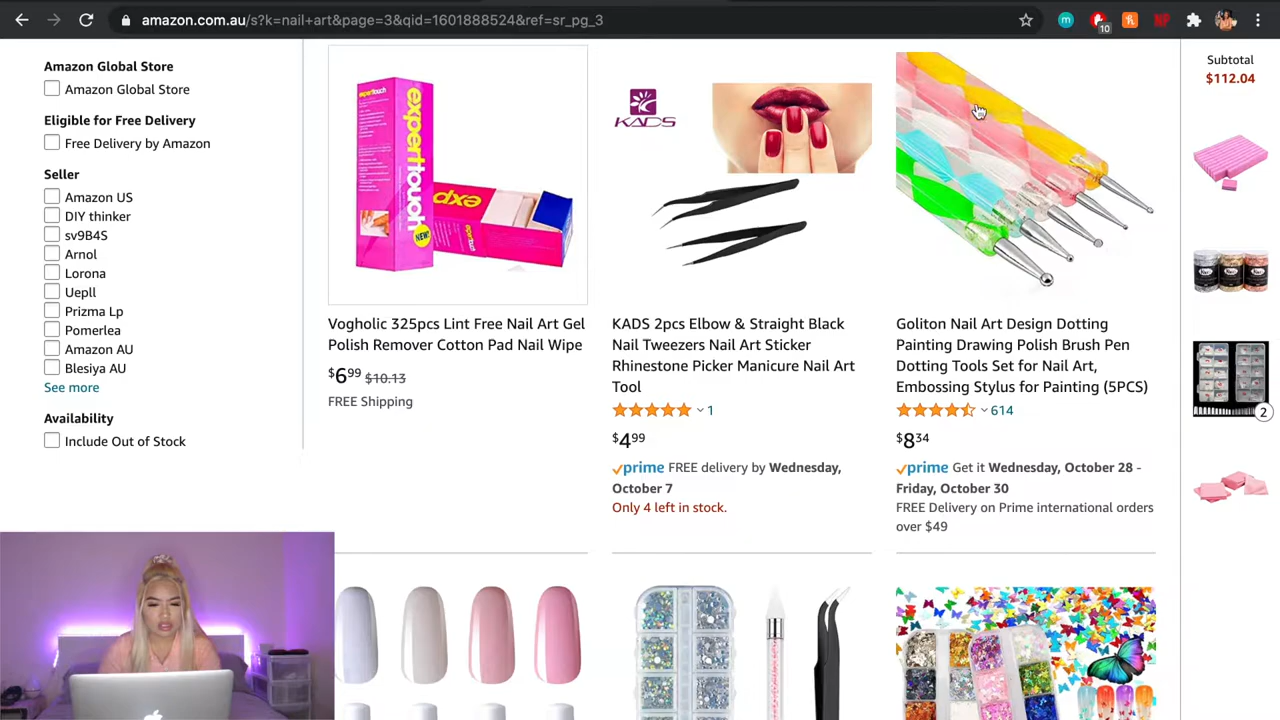 amazon.com.au/s?k=nail+art&page=3&qid=1601888524&ref=sr_pg_3
m
10
NP
Amazon Global Store
Amazon Global Store
Eligible for Free Delivery
Free Delivery by Amazon
Seller
Amazon US
DIY thinker
sv9B4S
Arnol
Lorona
Uepll
Prizma Lp
Pomerlea
Amazon AU
Blesiya AU
See more
Availability
Include Out of Stock
expertouch
expertouch
NEW!
expe
Vogholic 325pcs Lint Free Nail Art Gel
Polish Remover Cotton Pad Nail Wipe
$6.99 $10.13
FREE Shipping
KADS
KADS 2pcs Elbow & Straight Black
Nail Tweezers Nail Art Sticker
Rhinestone Picker Manicure Nail Art
Tool
1
$4.99
prime FREE delivery by Wednesday,
October 7
Only 4 left in stock.
Goliton Nail Art Design Dotting
Painting Drawing Polish Brush Pen
Dotting Tools Set for Nail Art,
Embossing Stylus for Painting (5PCS)
614
$8.34
prime Get it Wednesday, October 28 -
Friday, October 30
FREE Delivery on Prime international orders
over $49
Subtotal
$112.04
2